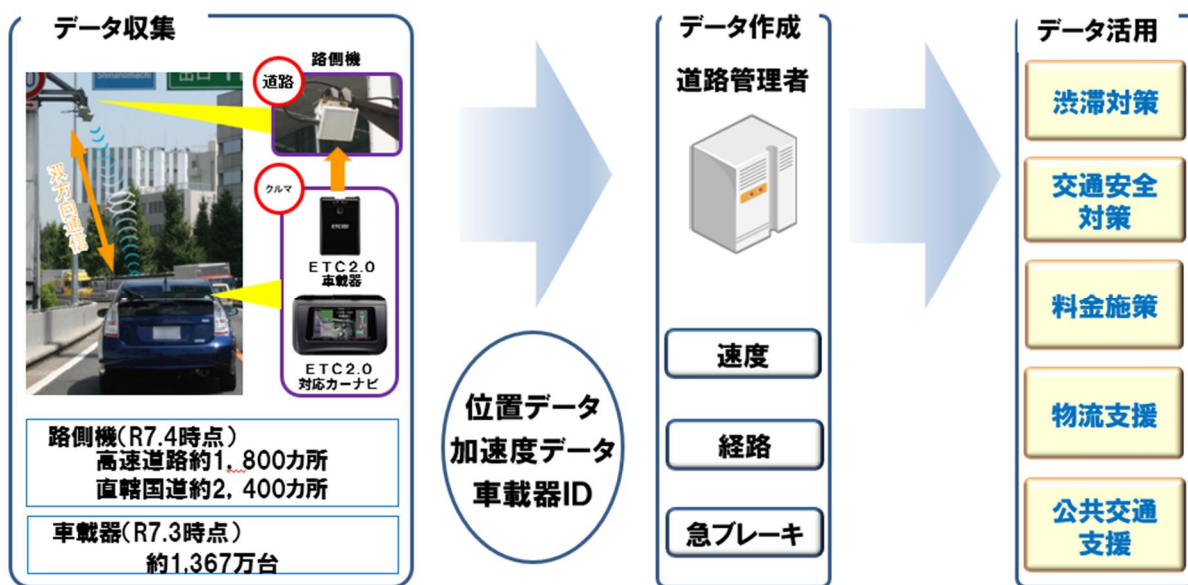 データ収集
Shinanomachi
出口
双方向通信
道路
路側機
クルマ
ETC2.0
車載器
ETC2.0
対応カーナビ
路側機(R7.4時点)
高速道路約1,800カ所
直轄国道約2,400カ所
車載器(R7.3時点)
約1,367万台
位置データ
加速度データ
車載器ID
データ作成
道路管理者
速度
経路
急ブレーキ
データ活用
渋滞対策
交通安全
対策
料金施策
物流支援
公共交通
支援